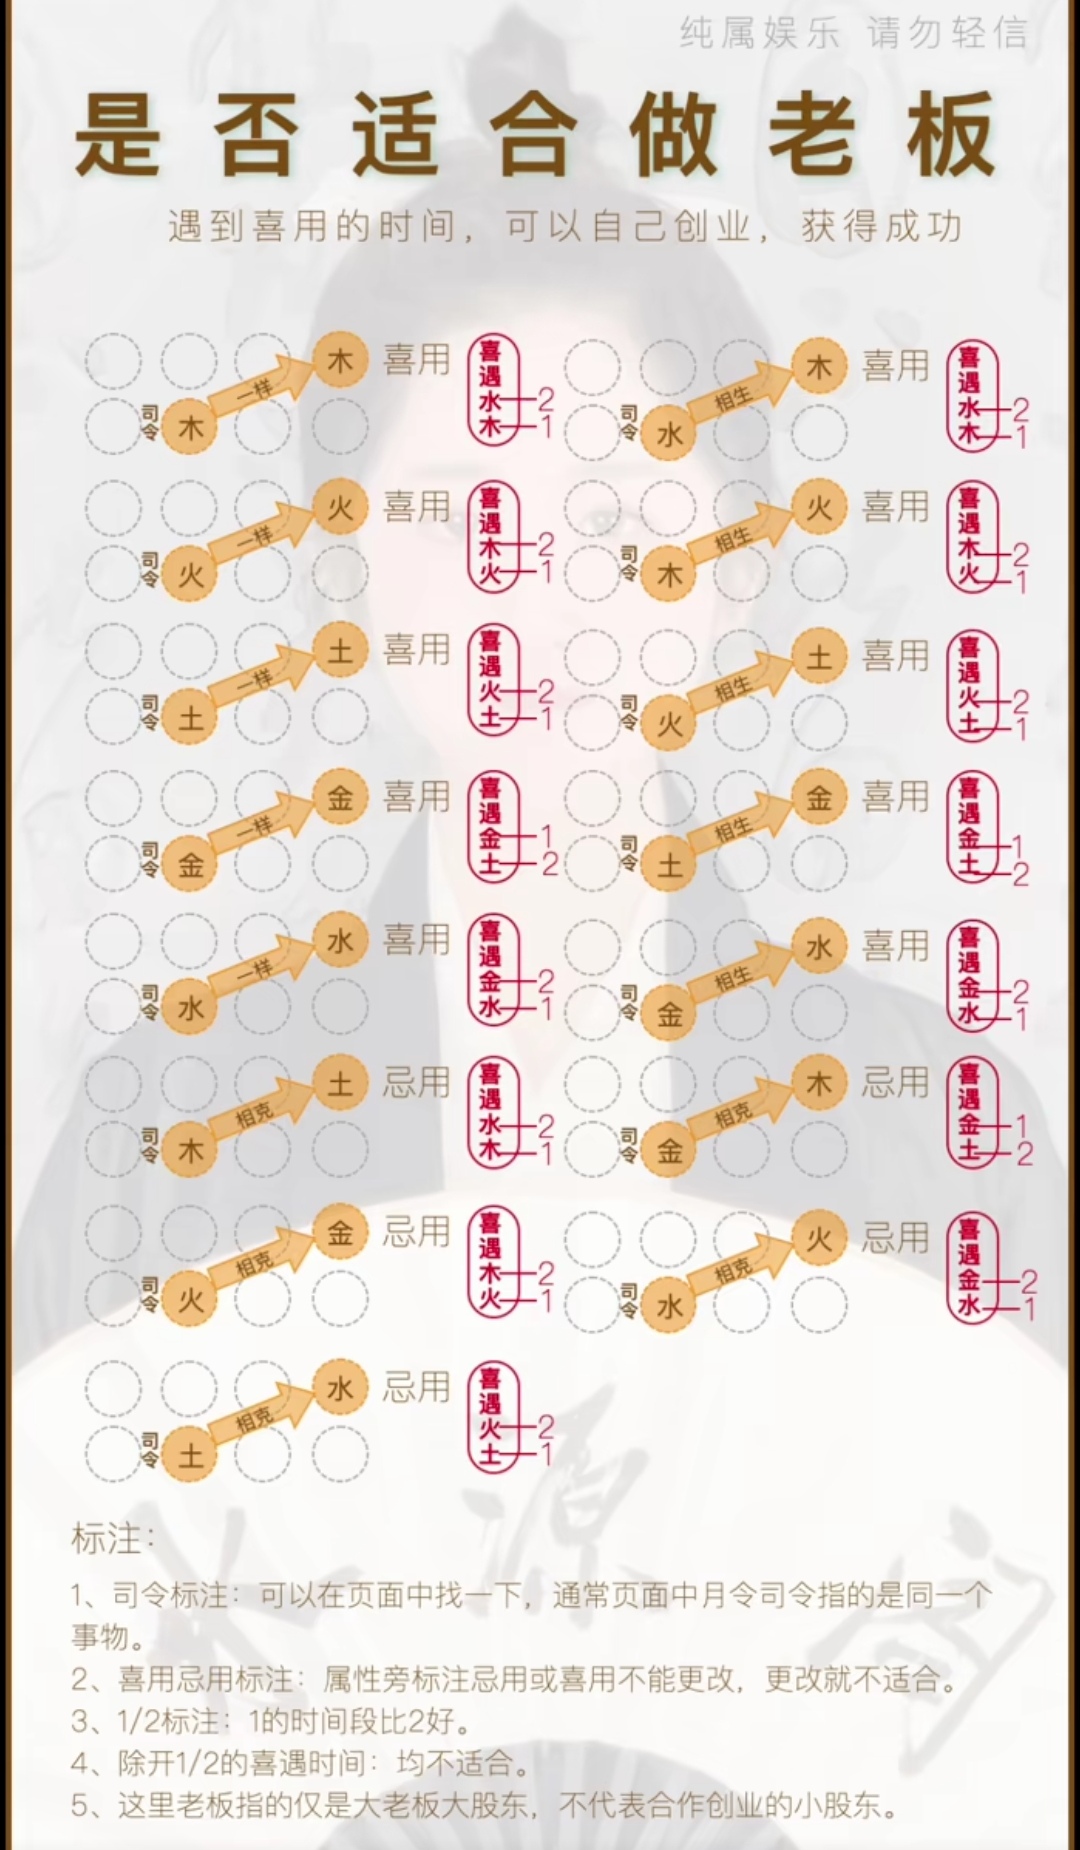 纯属娱乐 请勿轻信
是否适合做老板
遇到喜用的时间，可以自己创业，获得成功
木 喜用
一样
司令 木
喜遇水木
2
1
木 喜用
相生
司令 水
喜遇水木
2
1
火 喜用
一样
司令 火
喜遇木火
2
1
火 喜用
相生
司令 木
喜遇木火
2
1
土 喜用
一样
司令 土
喜遇火土
2
1
土 喜用
相生
司令 火
喜遇火土
2
1
金 喜用
一样
司令 金
喜遇金土
1
2
金 喜用
相生
司令 土
喜遇金土
1
2
水 喜用
一样
司令 水
喜遇金水
2
1
水 喜用
相生
司令 金
喜遇金水
2
1
土 忌用
相克
司令 木
喜遇水木
2
1
木 忌用
相克
司令 金
喜遇金土
1
2
金 忌用
相克
司令 火
喜遇木火
2
1
火 忌用
相克
司令 水
喜遇金水
2
1
水 忌用
相克
司令 土
喜遇火土
2
1
标注：
1、司令标注：可以在页面中找一下，通常页面中月令司令指的是同一个
事物。
2、喜用忌用标注：属性旁标注忌用或喜用不能更改，更改就不适合。
3、1/2标注：1的时间段比2好。
4、除开1/2的喜遇时间：均不适合。
5、这里老板指的仅是大老板大股东，不代表合作创业的小股东。